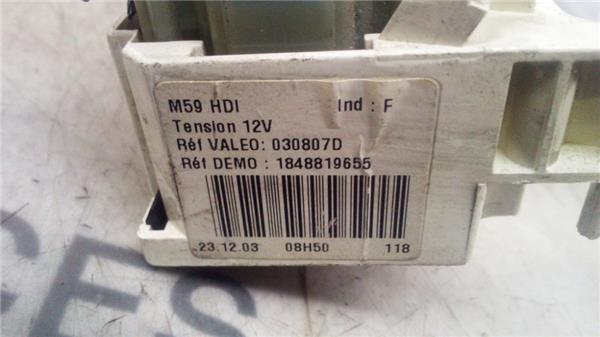 M59 HDI Ind : F
Tension 12V
Réf VALEO: 030807D
Réf DEMO : 1848819655
23.12.03 08H50 118